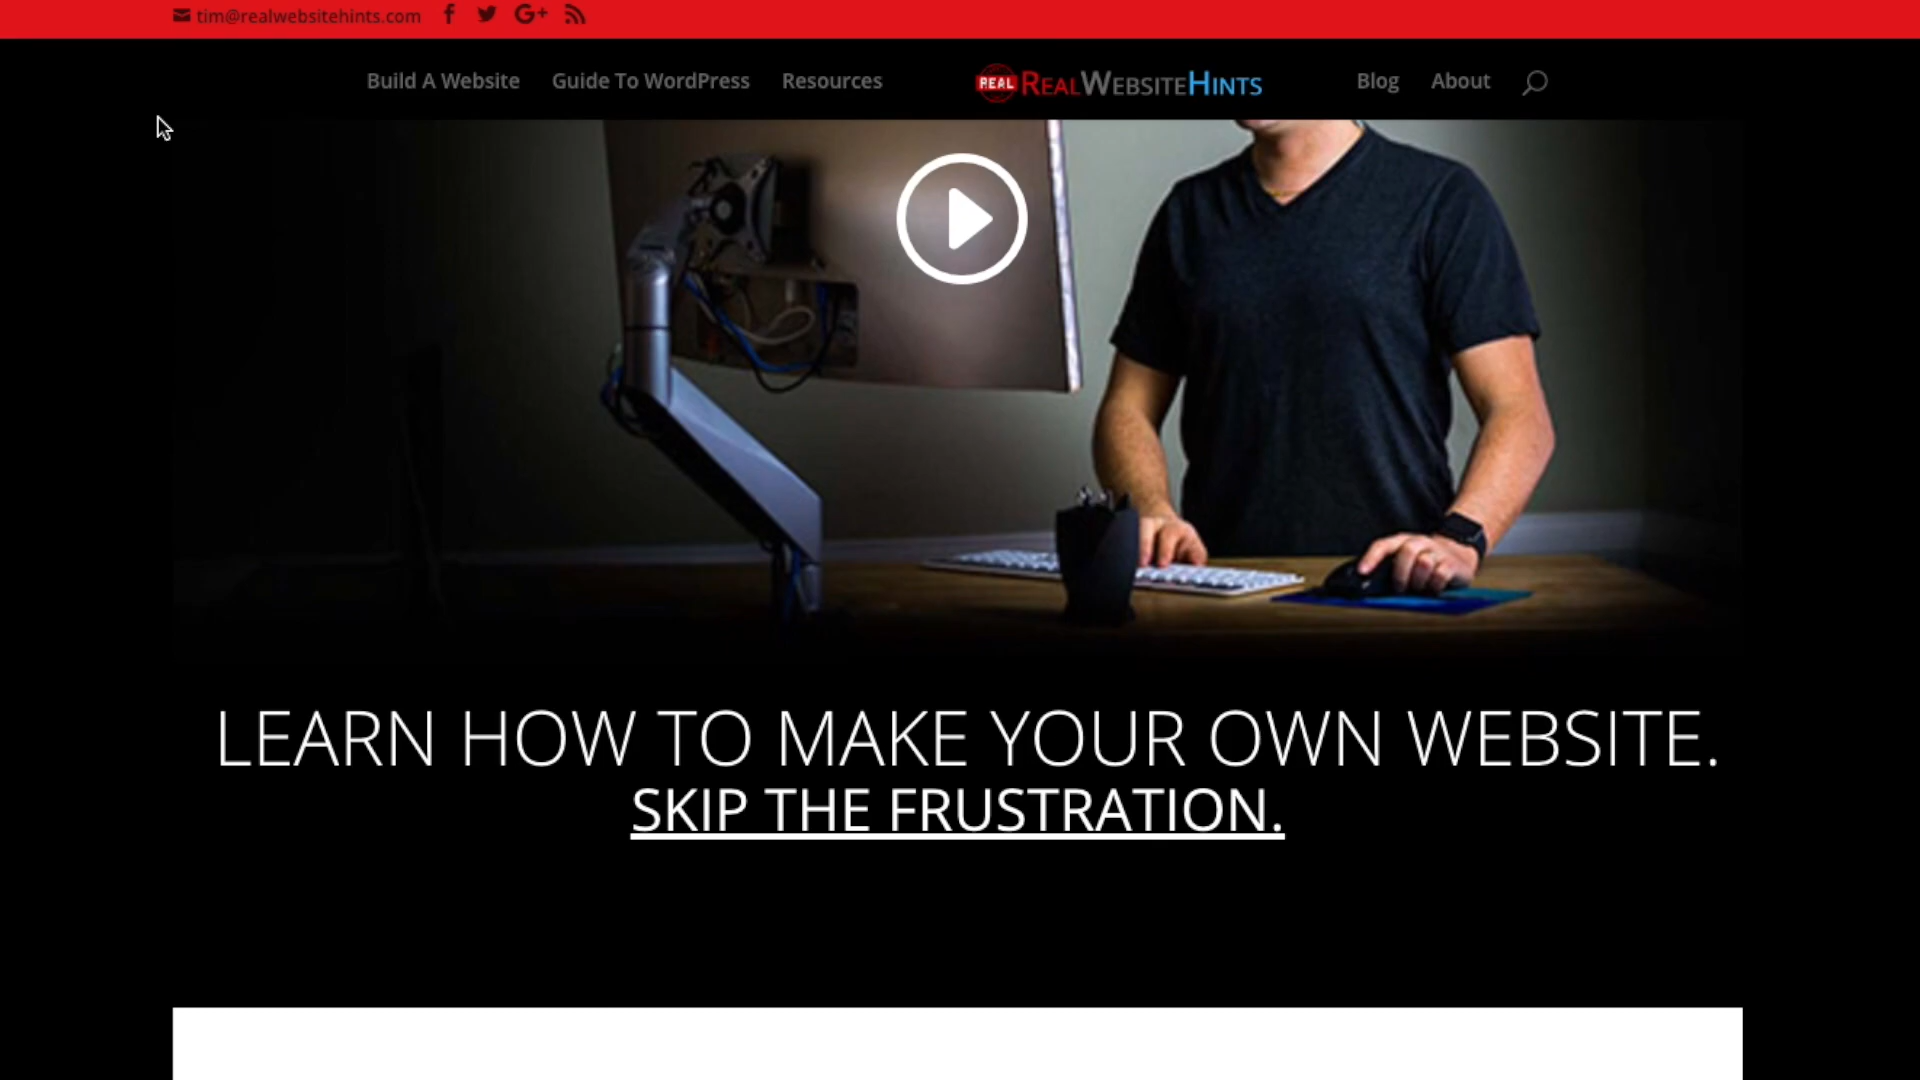 tim@realwebsitehints.com
Build A Website Guide To WordPress Resources REAL REALWEBSITEHINTS Blog About
LEARN HOW TO MAKE YOUR OWN WEBSITE.
SKIP THE FRUSTRATION.